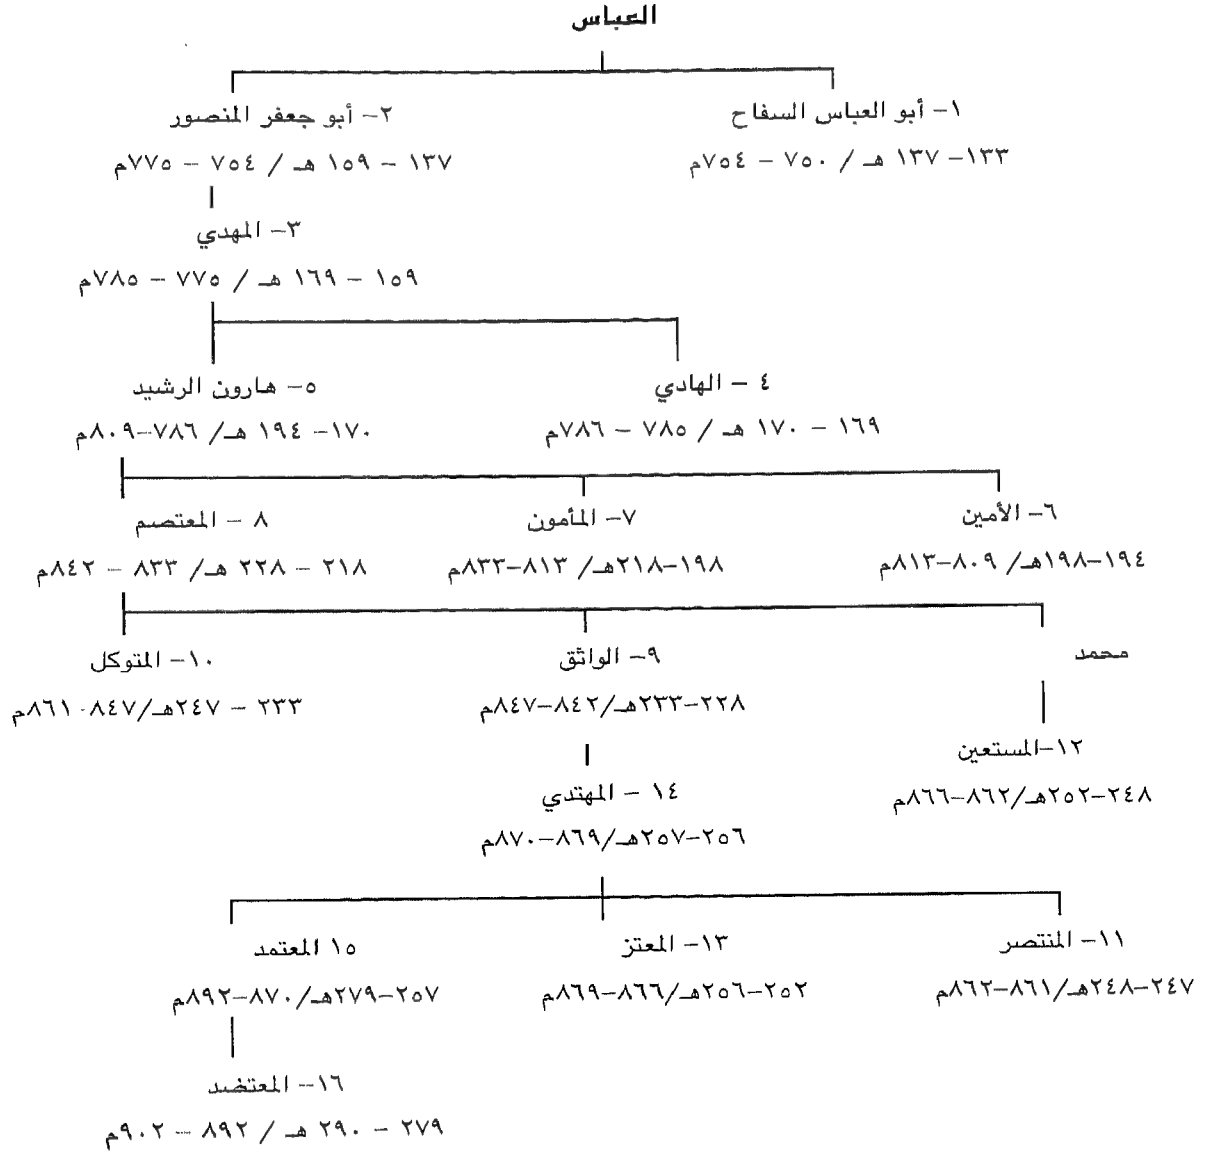 العباس
١- أبو العباس السفاح
١٣٣- ١٣٧ هـ / ٧٥٠ - ٧٥٤م
٢- أبو جعفر المنصور
١٣٧ - ١٥٩ هـ / ٧٥٤ - ٧٧٥م
٣- المهدي
١٥٩ - ١٦٩ هـ / ٧٧٥ - ٧٨٥م
٤ - الهادي
١٦٩ - ١٧٠ هـ / ٧٨٥ - ٧٨٦م
٥- هارون الرشيد
١٧٠- ١٩٤ هـ/ ٧٨٦-٨٠٩م
٦- الأمين
١٩٤-١٩٨هـ/ ٨٠٩-٨١٣م
٧- المأمون
١٩٨-٢١٨هـ/ ٨١٣-٨٣٣م
٨ - المعتصم
٢١٨ - ٢٢٨ هـ/ ٨٣٣ - ٨٤٢م
محمد
٩- الواثق
٢٢٨-٢٣٣هـ/٨٤٢-٨٤٧م
١٠- المتوكل
٢٣٣ - ٢٤٧هـ/٨٤٧-٨٦١م
١٢-المستعين
٢٤٨-٢٥٢هـ/٨٦٢-٨٦٦م
١٤ - المهتدي
٢٥٦-٢٥٧هـ/٨٦٩-٨٧٠م
١١- المنتصر
٢٤٧-٢٤٨هـ/٨٦١-٨٦٢م
١٣- المعتز
٢٥٢-٢٥٦هـ/٨٦٦-٨٦٩م
١٥ المعتمد
٢٥٧-٢٧٩هـ/٨٧٠-٨٩٢م
١٦- المعتضد
٢٧٩ - ٢٩٠ هـ / ٨٩٢ - ٩٠٢م